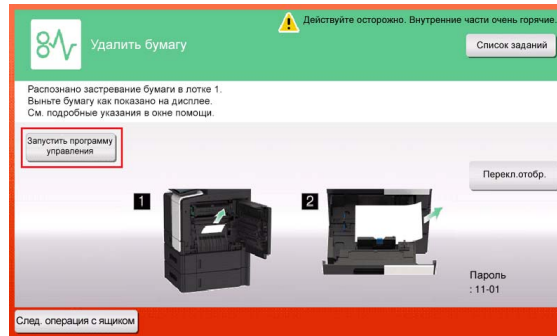 Действуйте осторожно. Внутренние части очень горячие.
Удалить бумагу
Список заданий
Распознано застревание бумаги в лотке 1.
Выньте бумагу как показано на дисплее.
См. подробные указания в окне помощи.
Запустить программу
управления
Перекл.отобр.
1
2
Пароль
: 11-01
След. операция с ящиком